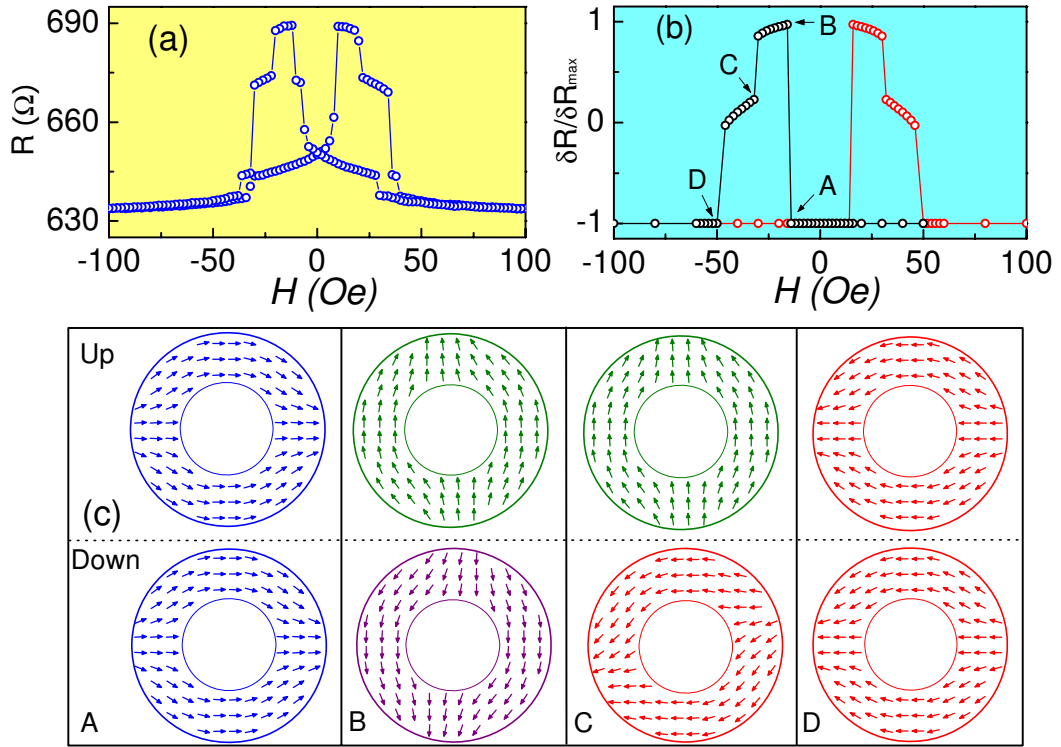 690
660
630
R (Ω)
(a)
-100 -50 0 50 100
H (Oe)
1
0
-1
δR/δRmax
(b)
A
B
C
D
-100 -50 0 50 100
H (Oe)
Up
(c)
Down
A
B
C
D